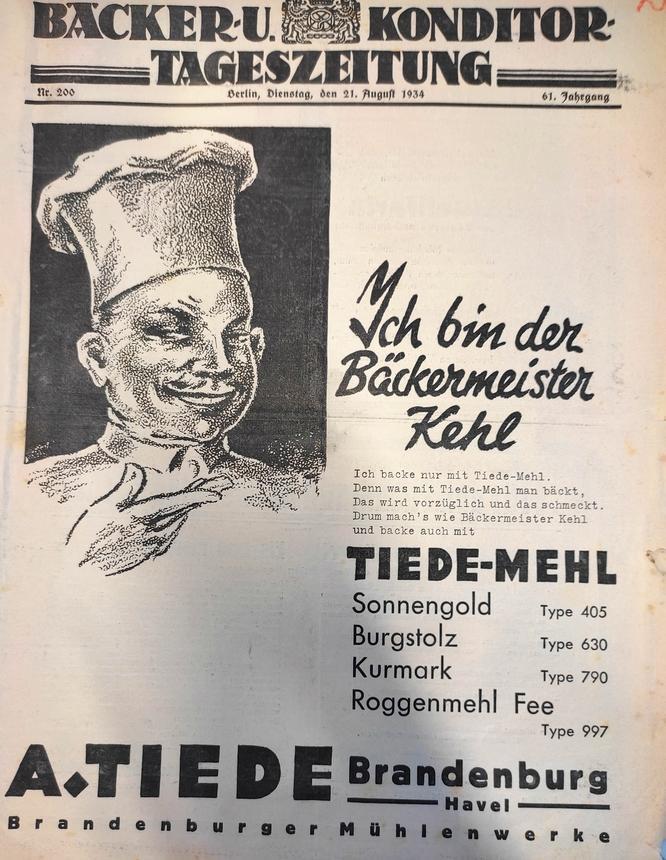 BÄCKER- U. KONDITOR-
TAGESZEITUNG
Nr. 200 Berlin, Dienstag, den 21. August 1934 61. Jahrgang
Ich bin der
Bäckermeister
Kehl
Ich backe nur mit Tiede-Mehl.
Denn was mit Tiede-Mehl man bäckt,
Das wird vorzüglich und das schmeckt.
Drum mach's wie Bäckermeister Kehl
und backe auch mit
TIEDE-MEHL
Sonnengold Type 405
Burgstolz Type 630
Kurmark Type 790
Roggenmehl Fee
Type 997
A. TIEDE Brandenburg
Havel
Brandenburger Mühlenwerke